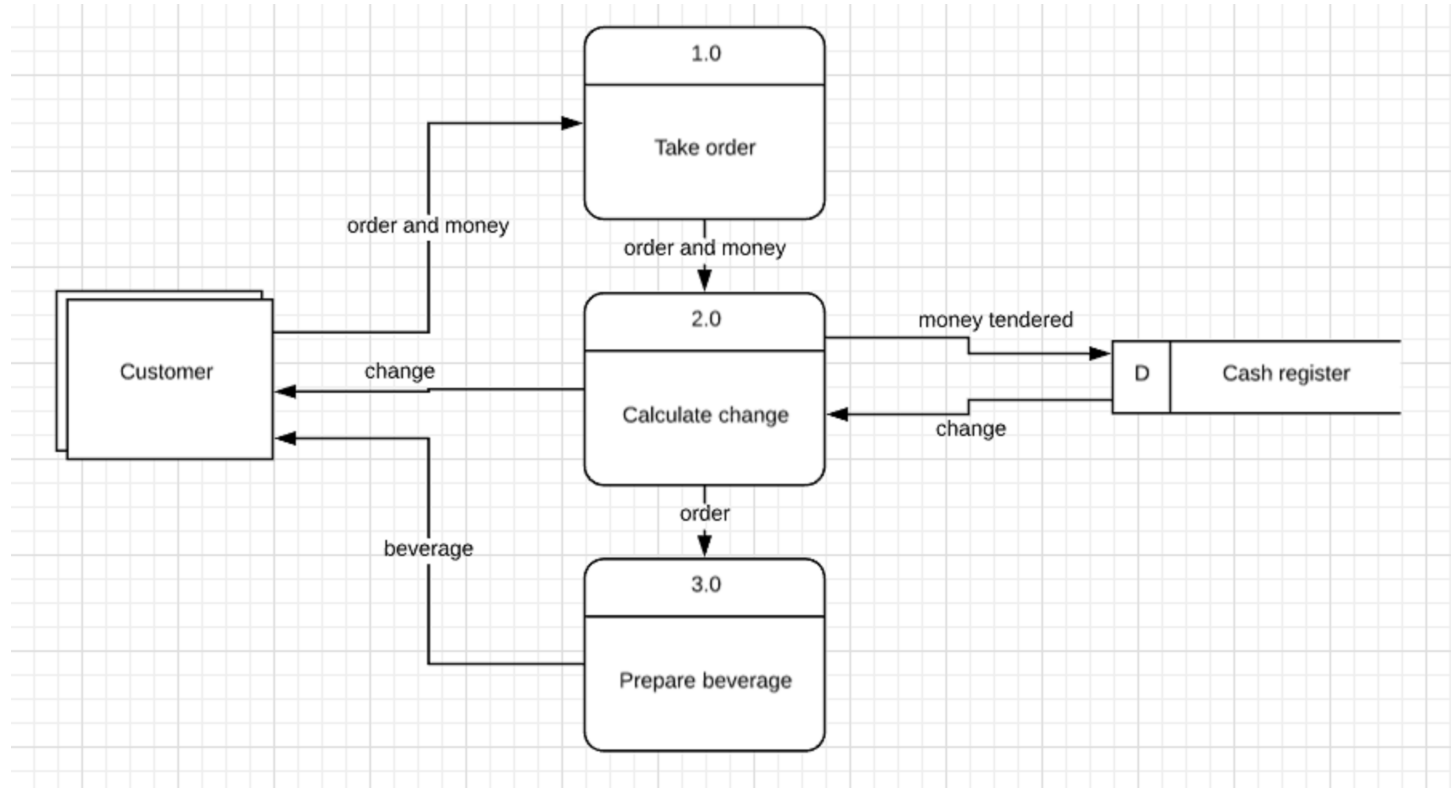 1.0
Take order
order and money
order and money
2.0
money tendered
Customer
change
D
Cash register
Calculate change
change
order
beverage
3.0
Prepare beverage